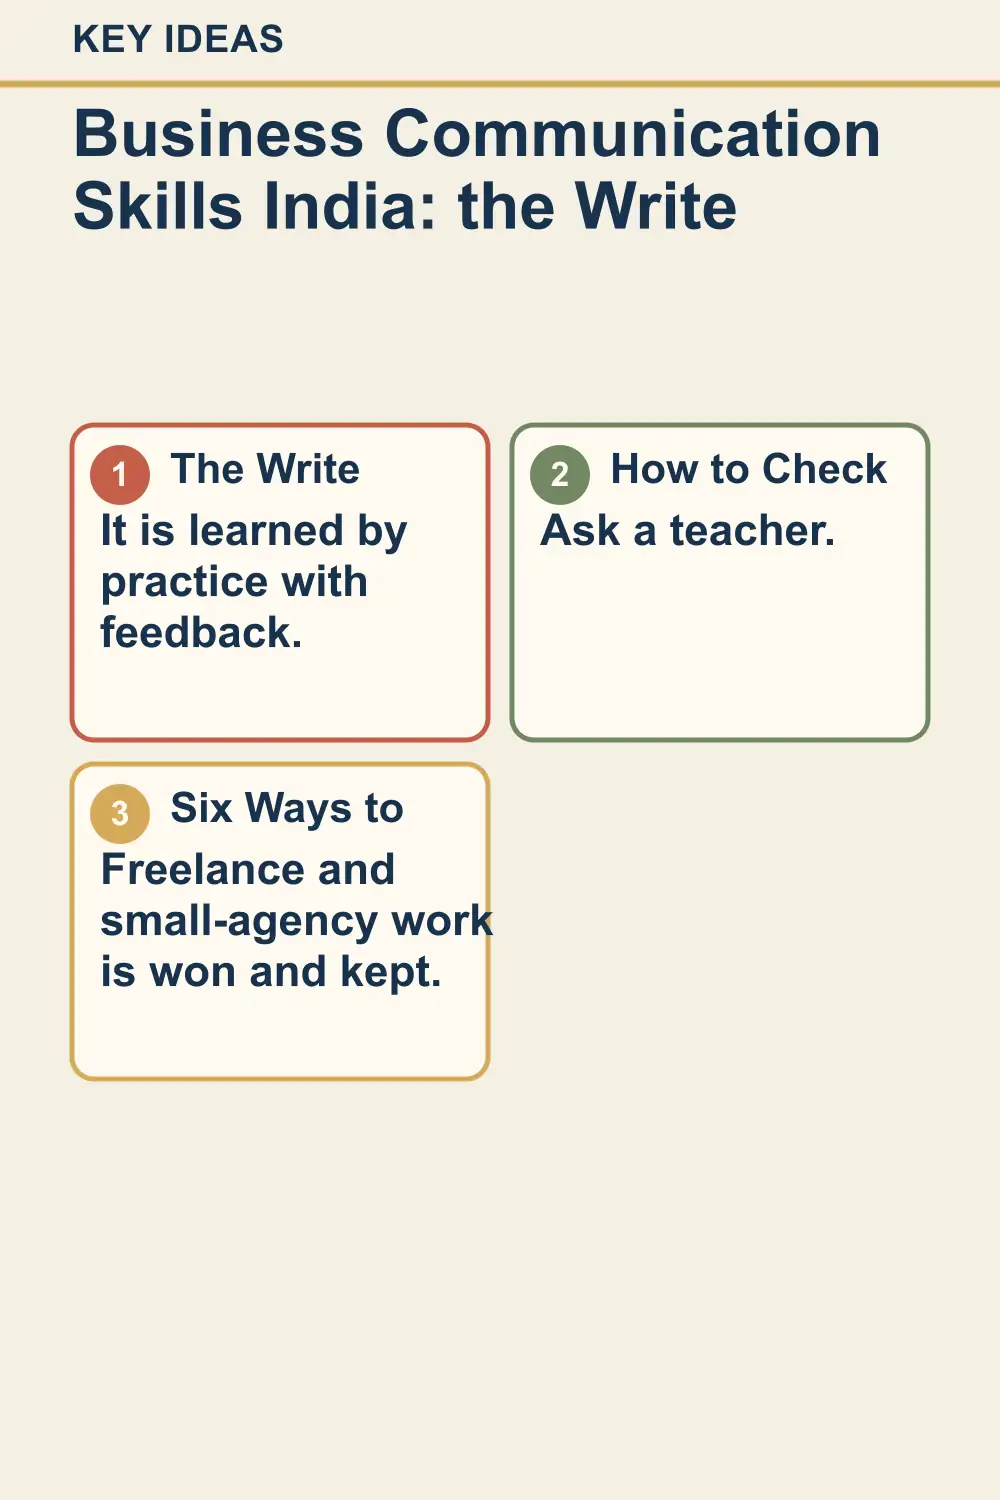 KEY IDEAS
Business Communication
Skills India: the Write
1 The Write
It is learned by
practice with
feedback.
2 How to Check
Ask a teacher.
3 Six Ways to
Freelance and
small-agency work
is won and kept.